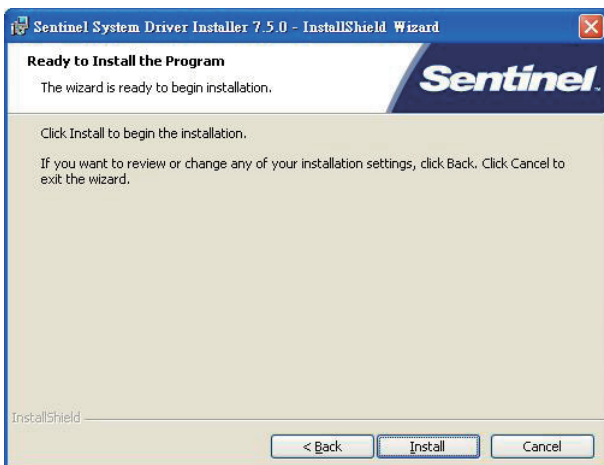 Sentinel System Driver Installer 7.5.0 - InstallShield Wizard
Ready to Install the Program
The wizard is ready to begin installation.
Sentinel.
Click Install to begin the installation.
If you want to review or change any of your installation settings, click Back. Click Cancel to
exit the wizard.
InstallShield
< Back
Install
Cancel